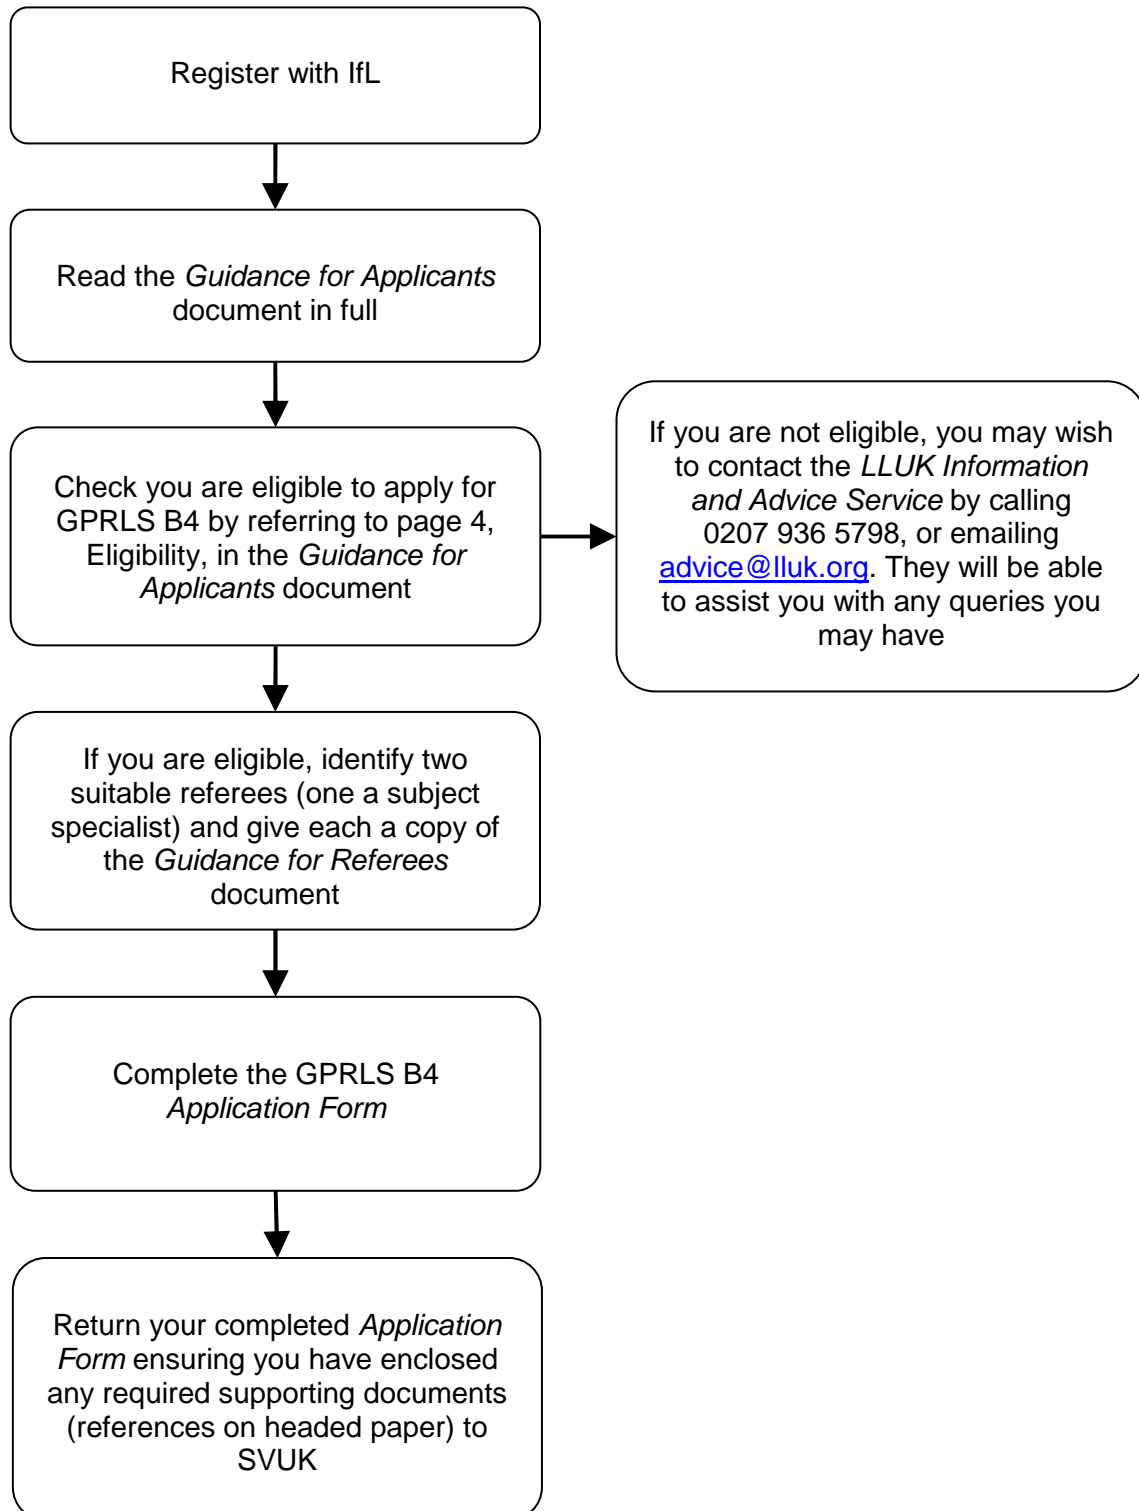 Register with IfL
Read the Guidance for Applicants
document in full
Check you are eligible to apply for
GPRLS B4 by referring to page 4,
Eligibility, in the Guidance for
Applicants document
If you are not eligible, you may wish
to contact the LLUK Information
and Advice Service by calling
0207 936 5798, or emailing
advice@lluk.org. They will be able
to assist you with any queries you
may have
If you are eligible, identify two
suitable referees (one a subject
specialist) and give each a copy of
the Guidance for Referees
document
Complete the GPRLS B4
Application Form
Return your completed Application
Form ensuring you have enclosed
any required supporting documents
(references on headed paper) to
SVUK